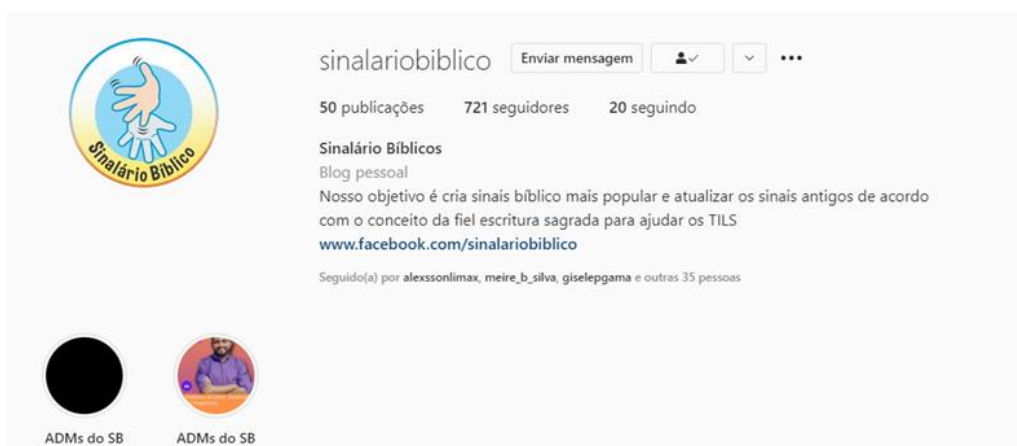 Sinalário Bíblico
sinalariobiblico Enviar mensagem
50 publicações 721 seguidores 20 seguindo
Sinalário Bíblicos
Blog pessoal
Nosso objetivo é cria sinais bíblico mais popular e atualizar os sinais antigos de acordo
com o conceito da fiel escritura sagrada para ajudar os TILS
www.facebook.com/sinalariobiblico
Seguido(a) por alexssonlimax, meire_b_silva, giselepgama e outras 35 pessoas
ADMs do SB ADMs do SB